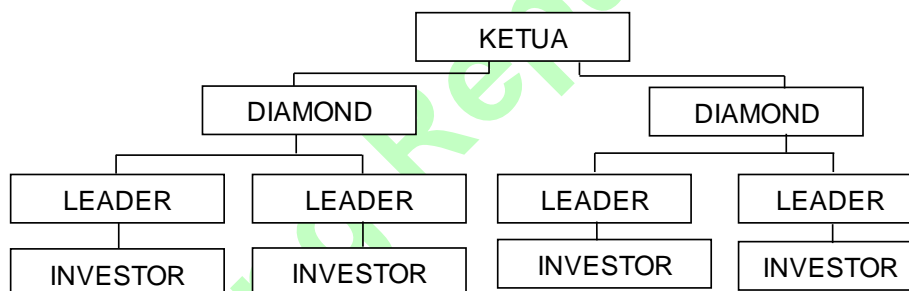 KETUA
DIAMOND DIAMOND
LEADER LEADER LEADER LEADER
INVESTOR INVESTOR INVESTOR INVESTOR